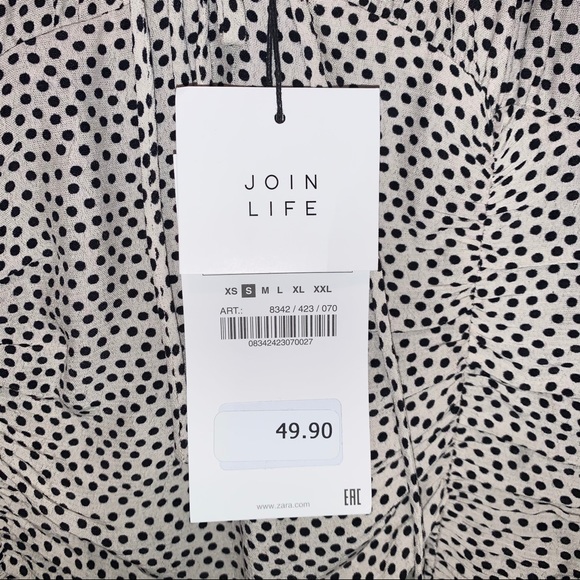 JOIN
LIFE
XS S M L XL XXL
ART.: 8342 / 423 / 070
08342423070027
49.90
www.zara.com
EAC